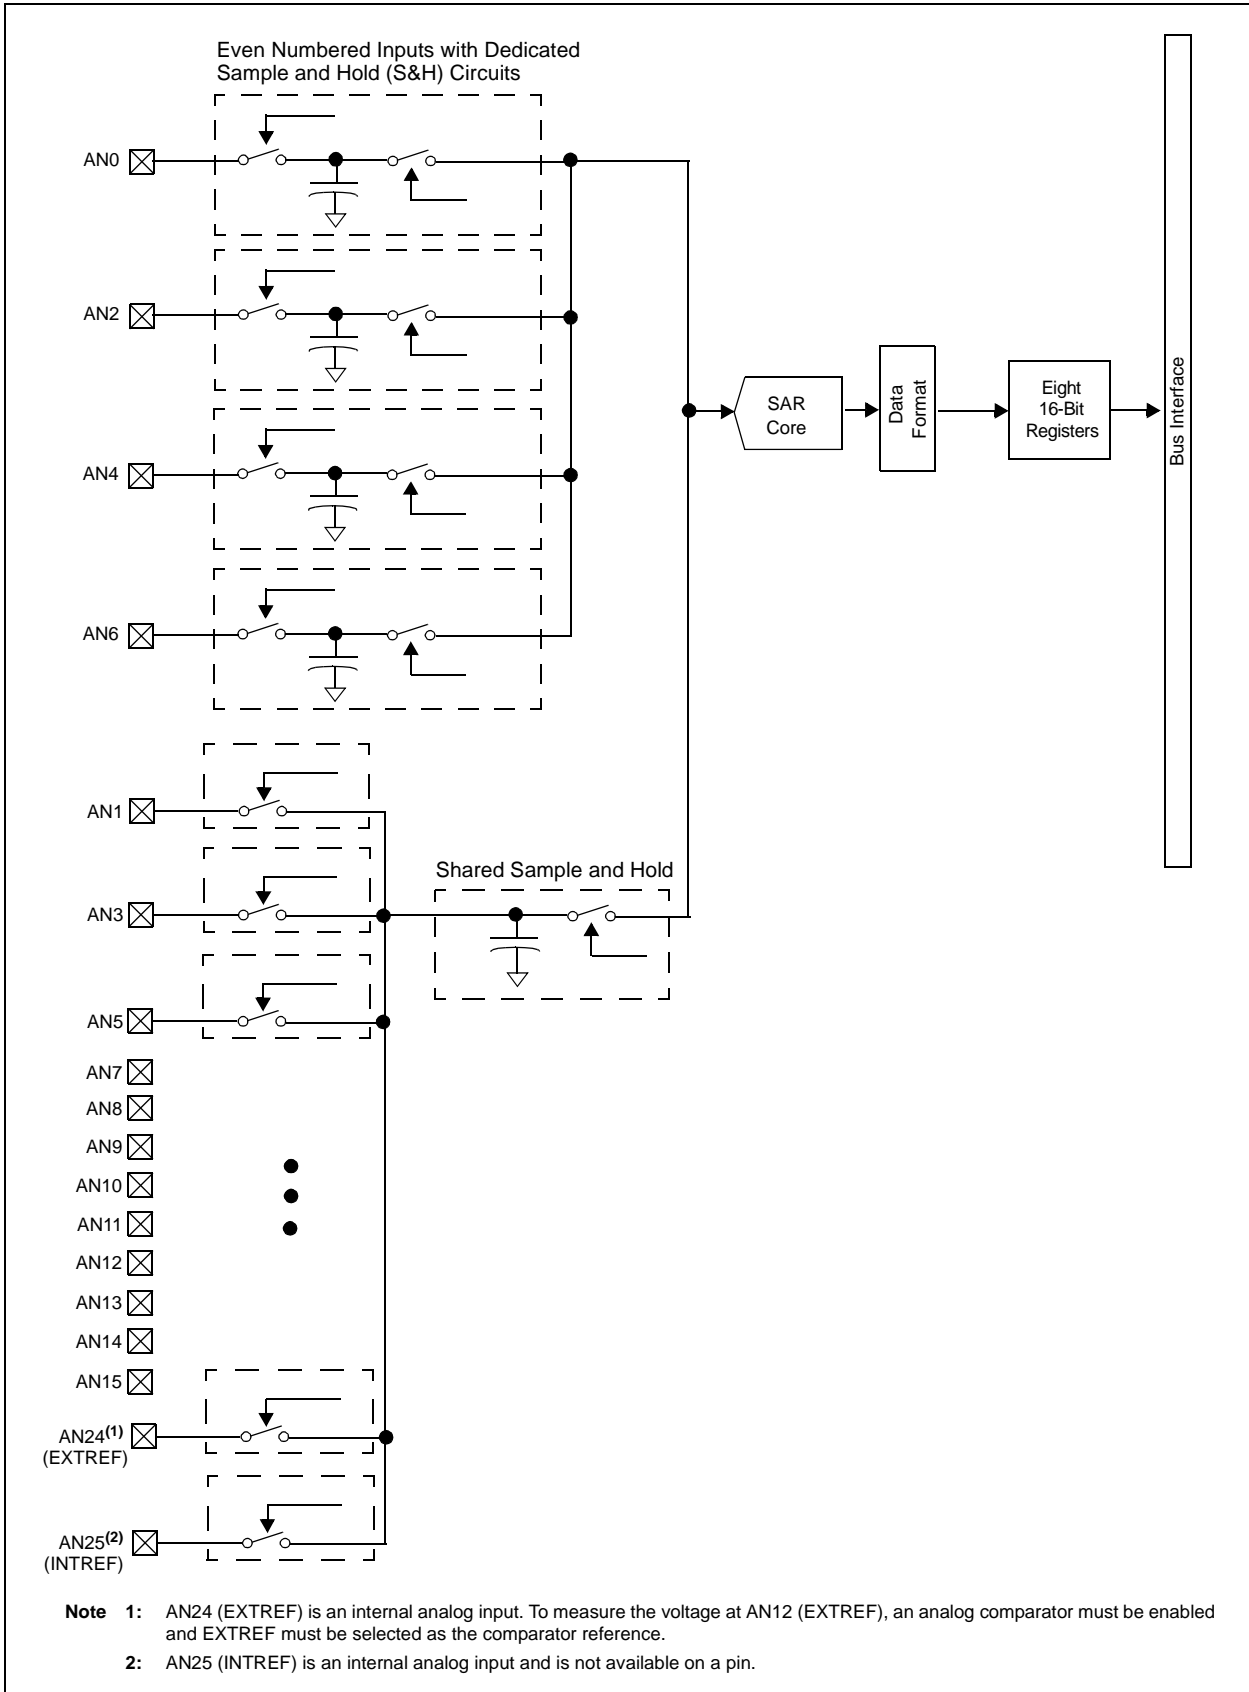 Even Numbered Inputs with Dedicated
Sample and Hold (S&H) Circuits
AN0
AN2
AN4
AN6
SAR
Core
Data
Format
Eight
16-Bit
Registers
Bus Interface
AN1
AN3
Shared Sample and Hold
AN5
AN7
AN8
AN9
AN10
AN11
AN12
AN13
AN14
AN15
AN24(1)
(EXTREF)
AN25(2)
(INTREF)
Note 1: AN24 (EXTREF) is an internal analog input. To measure the voltage at AN12 (EXTREF), an analog comparator must be enabled
and EXTREF must be selected as the comparator reference.
2: AN25 (INTREF) is an internal analog input and is not available on a pin.